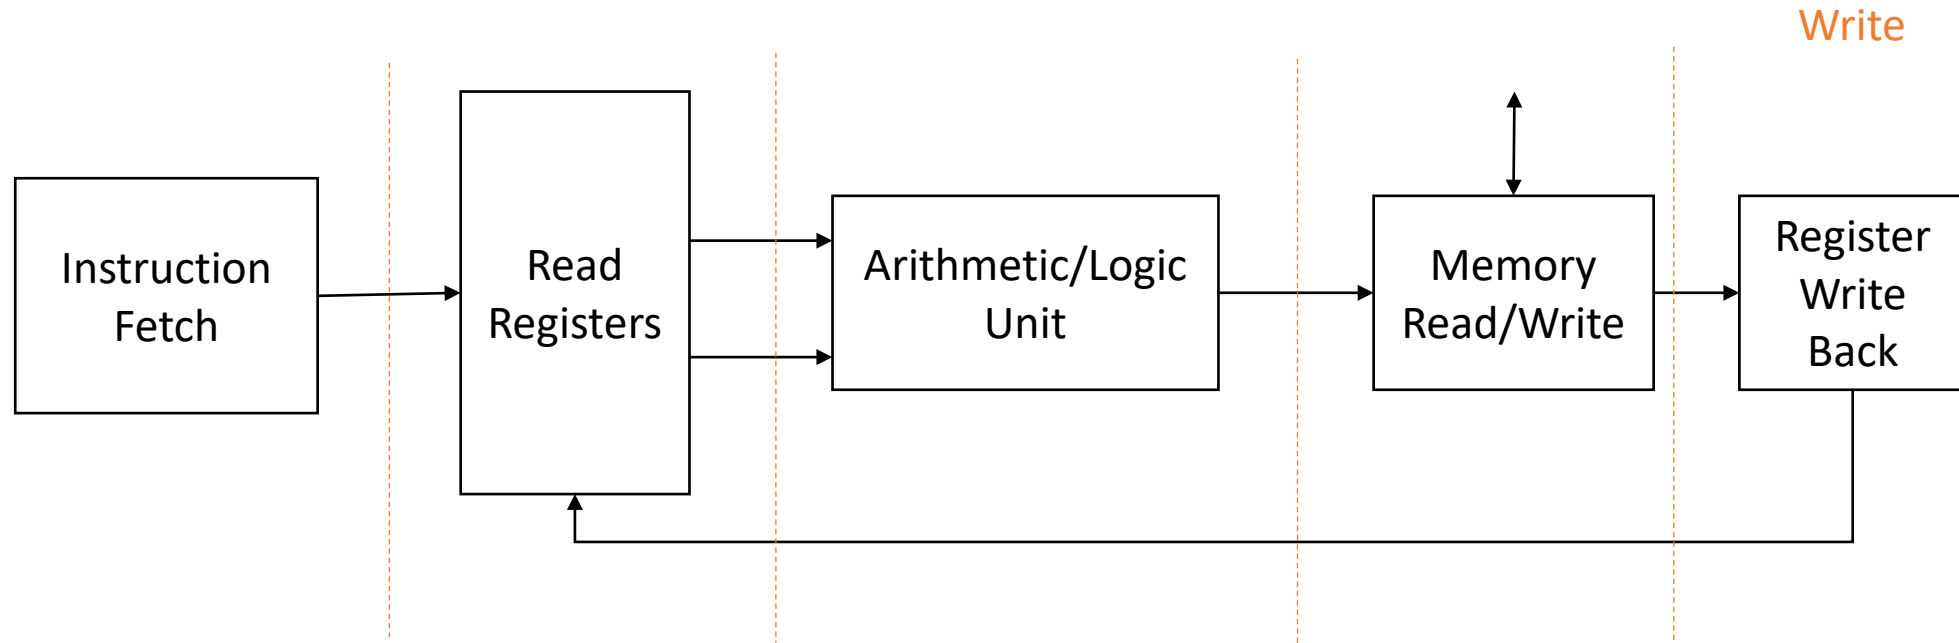 Write
Instruction
Fetch
Read
Registers
Arithmetic/Logic
Unit
Memory
Read/Write
Register
Write
Back